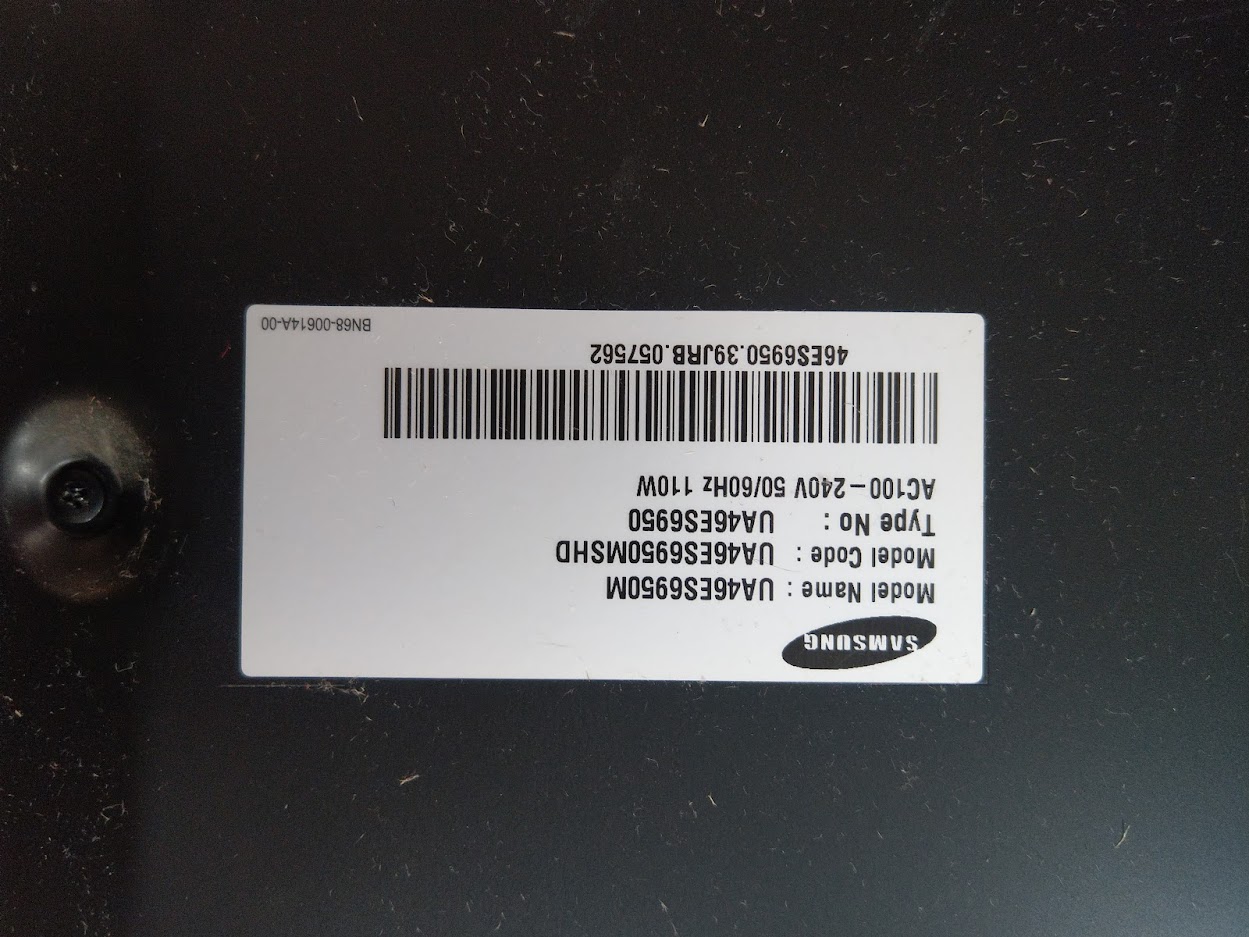 SAMSUNG
Model Name : UA46ES6950M
Model Code : UA46ES6950MSHD
Type No : UA46ES6950
AC100-240V 50/60Hz 110W
46ES6950.39JRB.057562
BN68-00614A-00